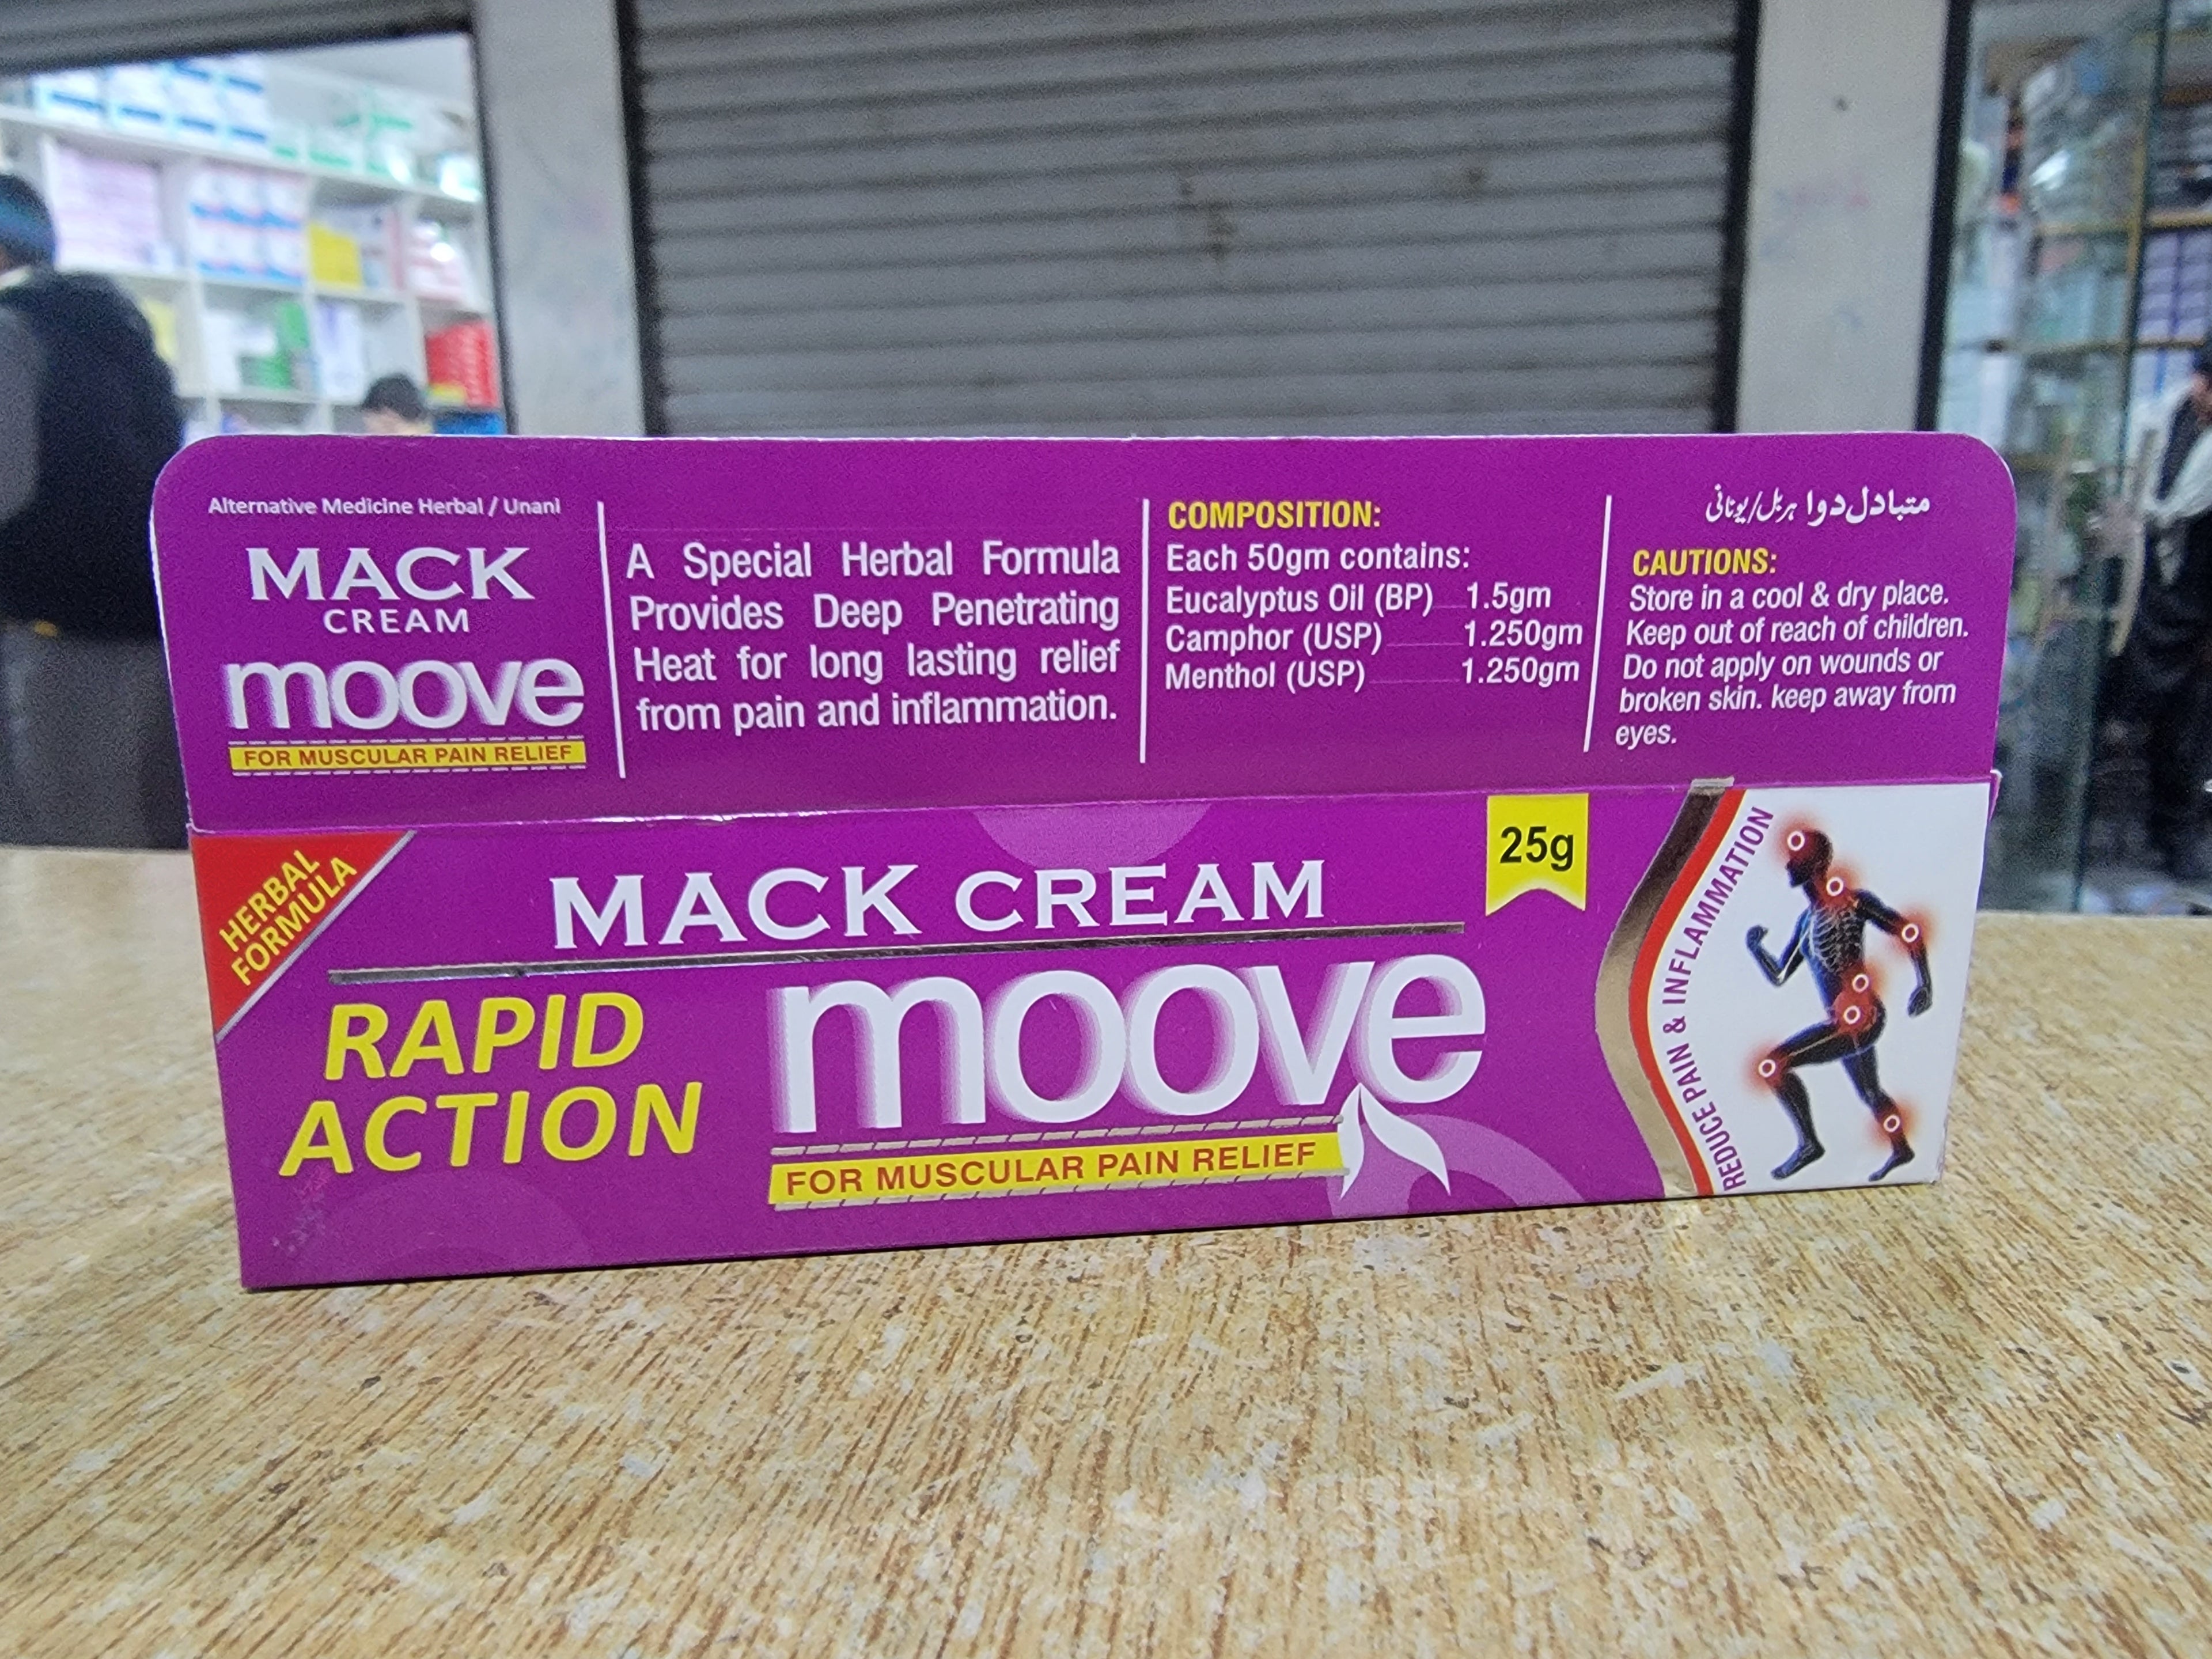 Alternative Medicine Herbal / Unani
MACK
CREAM
moove
FOR MUSCULAR PAIN RELIEF
A Special Herbal Formula
Provides Deep Penetrating
Heat for long lasting relief
from pain and inflammation.
COMPOSITION:
Each 50gm contains:
Eucalyptus Oil (BP) 1.5gm
Camphor (USP) 1.250gm
Menthol (USP) 1.250gm
متبادل دوا ہربل/یونانی
CAUTIONS:
Store in a cool & dry place.
Keep out of reach of children.
Do not apply on wounds or
broken skin. keep away from
eyes.
HERBAL
FORMULA
MACK CREAM
25g
RAPID
ACTION
moove
FOR MUSCULAR PAIN RELIEF
REDUCE PAIN & INFLAMMATION